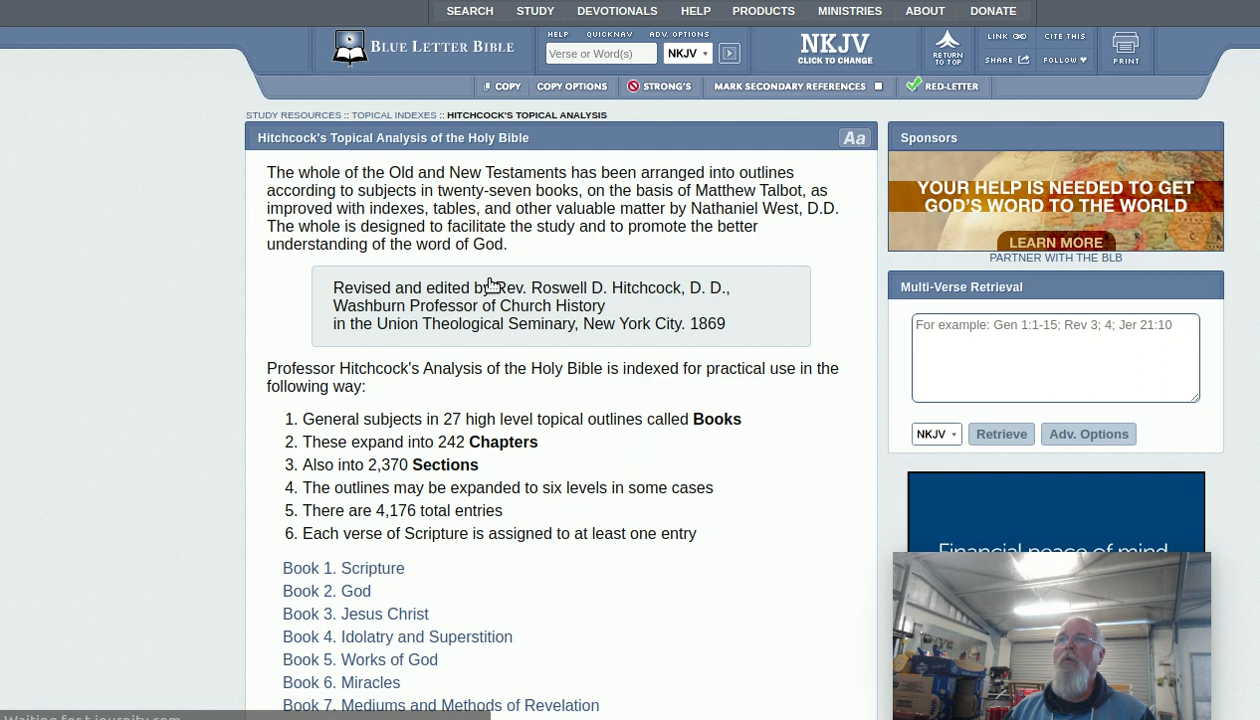 SEARCH STUDY DEVOTIONALS HELP PRODUCTS MINISTRIES ABOUT DONATE
BLUE LETTER BIBLE
HELP QUICKNAV ADV. OPTIONS
Verse or Word(s) NKJV
NKJV
CLICK TO CHANGE
RETURN
TO TOP
LINK CITE THIS
SHARE FOLLOW
PRINT
COPY COPY OPTIONS STRONG'S MARK SECONDARY REFERENCES RED-LETTER
STUDY RESOURCES :: TOPICAL INDEXES :: HITCHCOCK'S TOPICAL ANALYSIS
Hitchcock's Topical Analysis of the Holy Bible Aa
The whole of the Old and New Testaments has been arranged into outlines
according to subjects in twenty-seven books, on the basis of Matthew Talbot, as
improved with indexes, tables, and other valuable matter by Nathaniel West, D.D.
The whole is designed to facilitate the study and to promote the better
understanding of the word of God.
Revised and edited by Rev. Roswell D. Hitchcock, D. D.,
Washburn Professor of Church History
in the Union Theological Seminary, New York City. 1869
Professor Hitchcock's Analysis of the Holy Bible is indexed for practical use in the
following way:
1. General subjects in 27 high level topical outlines called Books
2. These expand into 242 Chapters
3. Also into 2,370 Sections
4. The outlines may be expanded to six levels in some cases
5. There are 4,176 total entries
6. Each verse of Scripture is assigned to at least one entry
Book 1. Scripture
Book 2. God
Book 3. Jesus Christ
Book 4. Idolatry and Superstition
Book 5. Works of God
Book 6. Miracles
Book 7. Mediums and Methods of Revelation
Sponsors
YOUR HELP IS NEEDED TO GET
GOD'S WORD TO THE WORLD
LEARN MORE
PARTNER WITH THE BLB
Multi-Verse Retrieval
For example: Gen 1:1-15; Rev 3; 4; Jer 21:10
NKJV Retrieve Adv. Options
Financial peace of mind